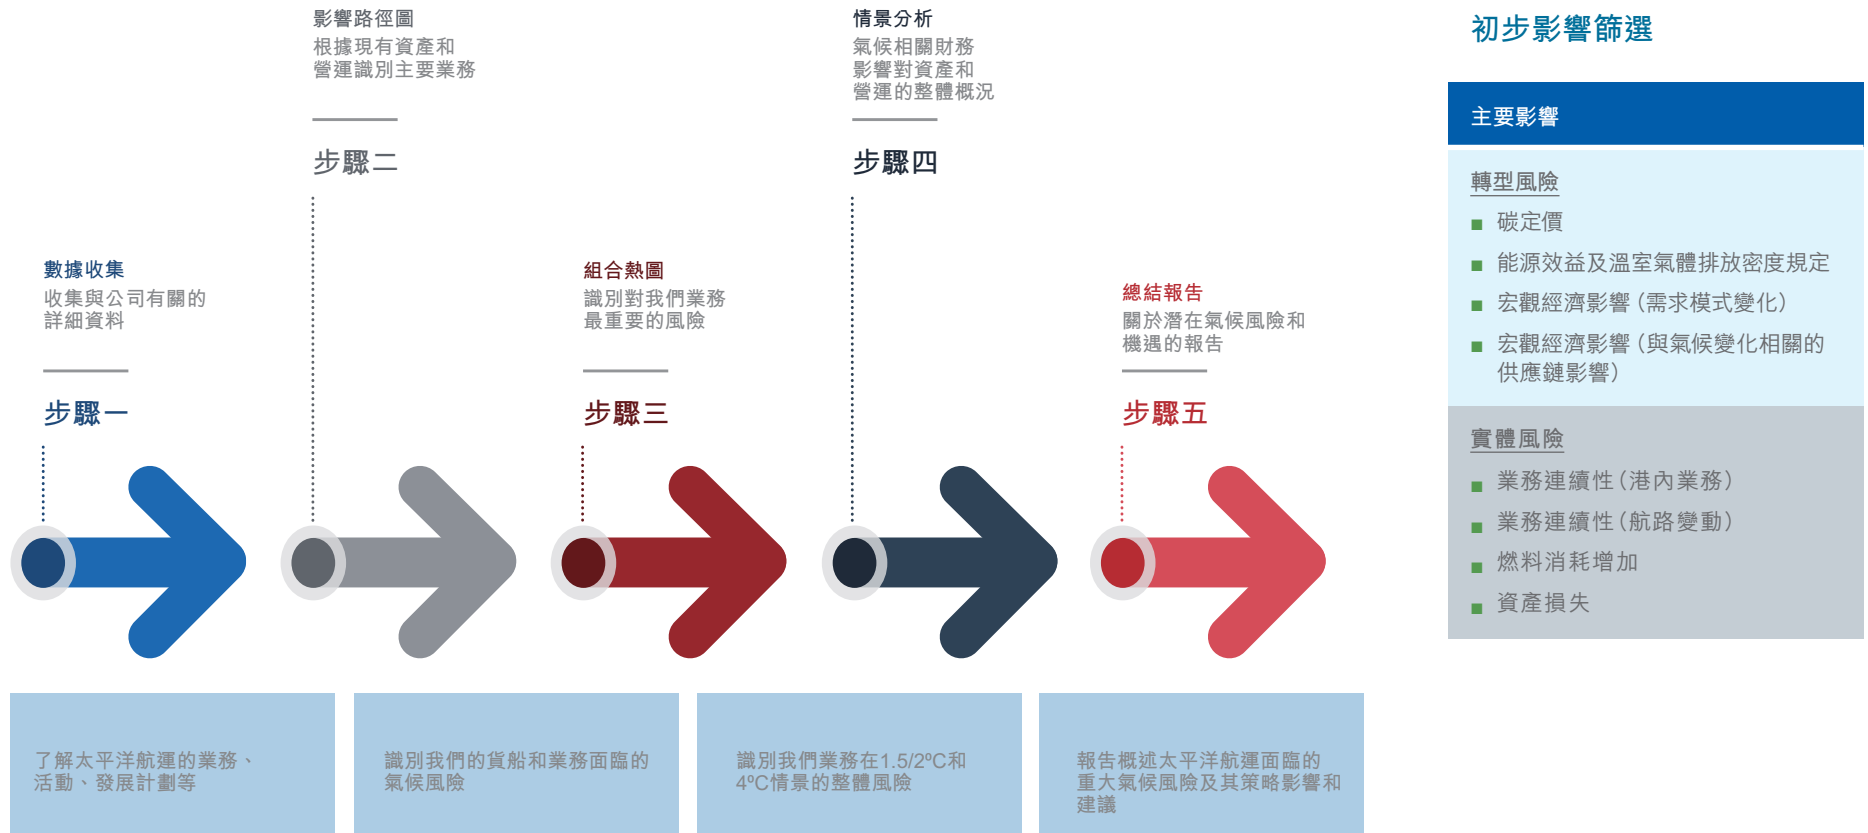 影響路徑圖
根據現有資產和
營運識別主要業務
步驟二
情景分析
氣候相關財務
影響對資產和
營運的整體概況
步驟四
數據收集
收集與公司有關的
詳細資料
步驟一
組合熱圖
識別對我們業務
最重要的風險
步驟三
總結報告
關於潛在氣候風險和
機遇的報告
步驟五
了解太平洋航運的業務、
活動、發展計劃等
識別我們的貨船和業務面臨的
氣候風險
識別我們業務在1.5/2ºC和
4ºC情景的整體風險
報告概述太平洋航運面臨的
重大氣候風險及其策略影響和
建議
初步影響篩選
主要影響
轉型風險
■ 碳定價
■ 能源效益及溫室氣體排放密度規定
■ 宏觀經濟影響（需求模式變化）
■ 宏觀經濟影響（與氣候變化相關的
供應鏈影響）
實體風險
■ 業務連續性（港內業務）
■ 業務連續性（航路變動）
■ 燃料消耗增加
■ 資產損失